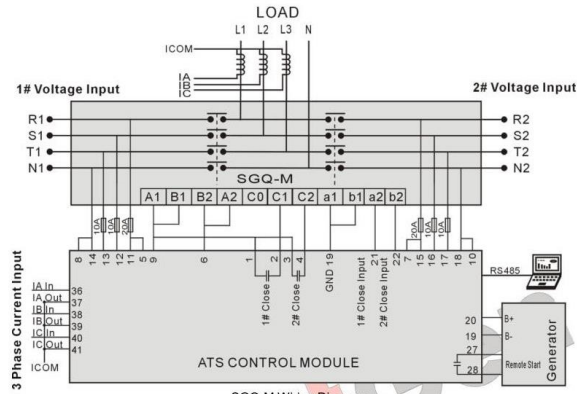 LOAD
L1 L2 L3 N
ICOM
IA
IB
IC
1# Voltage Input
2# Voltage Input
R1
R2
S1
S2
T1
T2
N1
N2
SGQ-M
A1 B1 B2 A2 C0 C1 C2 a1 b1 a2 b2
10A
10A
20A
20A
10A
10A
8 14 13 12 11 5 9 6 1 2 3 4 GND 19 21 22 7 15 16 17 18 10
1# Close
2# Close
1# Close Input
2# Close Input
RS485
3 Phase Current Input
IA In 36
IA Out 37
IB In 38
IB Out 39
IC In 40
IC Out 41
ICOM
ATS CONTROL MODULE
20 B+
19 B-
27
28
Remote Start
Generator